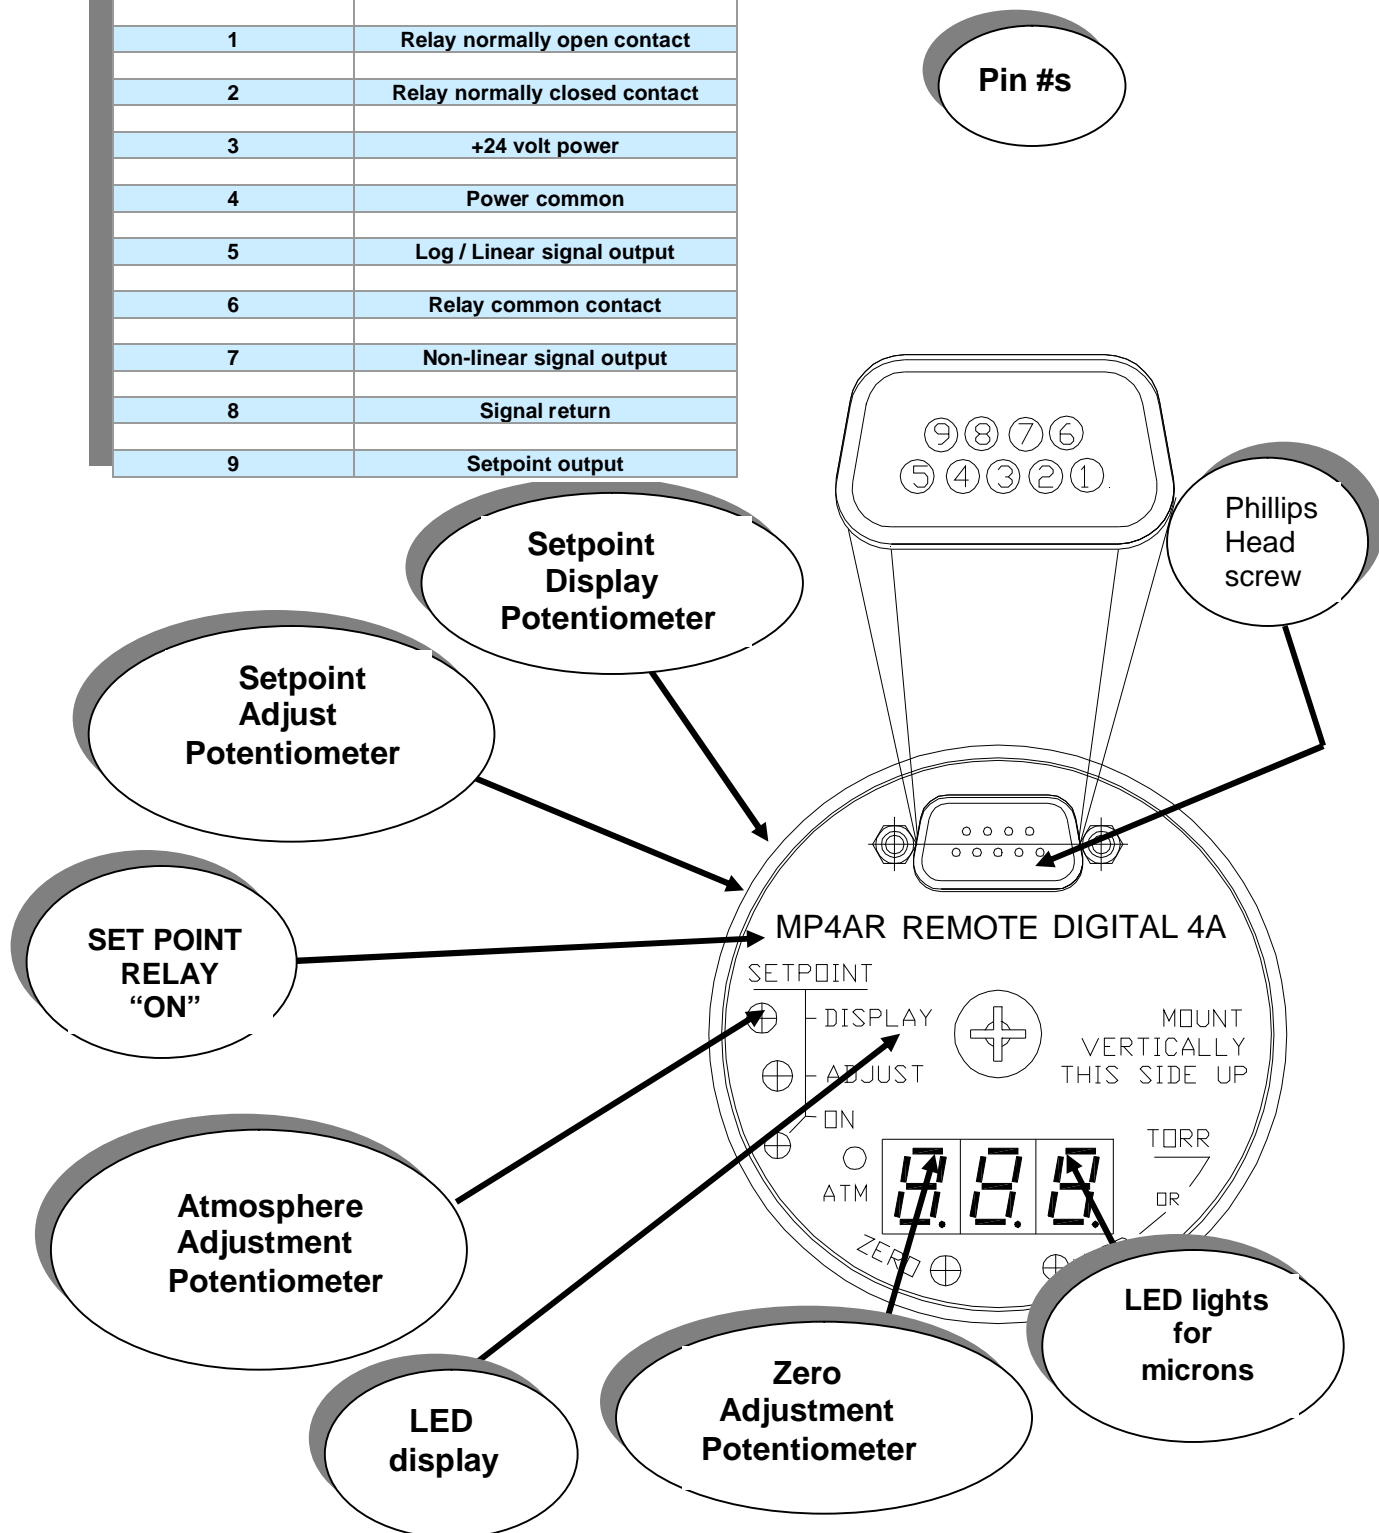 1 Relay normally open contact
2 Relay normally closed contact
3 +24 volt power
4 Power common
5 Log / Linear signal output
6 Relay common contact
7 Non-linear signal output
8 Signal return
9 Setpoint output
Pin #s
9 8 7 6
5 4 3 2 1
Phillips
Head
screw
Setpoint
Display
Potentiometer
Setpoint
Adjust
Potentiometer
SET POINT
RELAY
“ON”
MP4AR REMOTE DIGITAL 4A
SETPOINT
DISPLAY
ADJUST
ON
MOUNT
VERTICALLY
THIS SIDE UP
TORR
OR
ATM
8.8.8.
ZERO
Atmosphere
Adjustment
Potentiometer
LED lights
for
microns
Zero
Adjustment
Potentiometer
LED
display